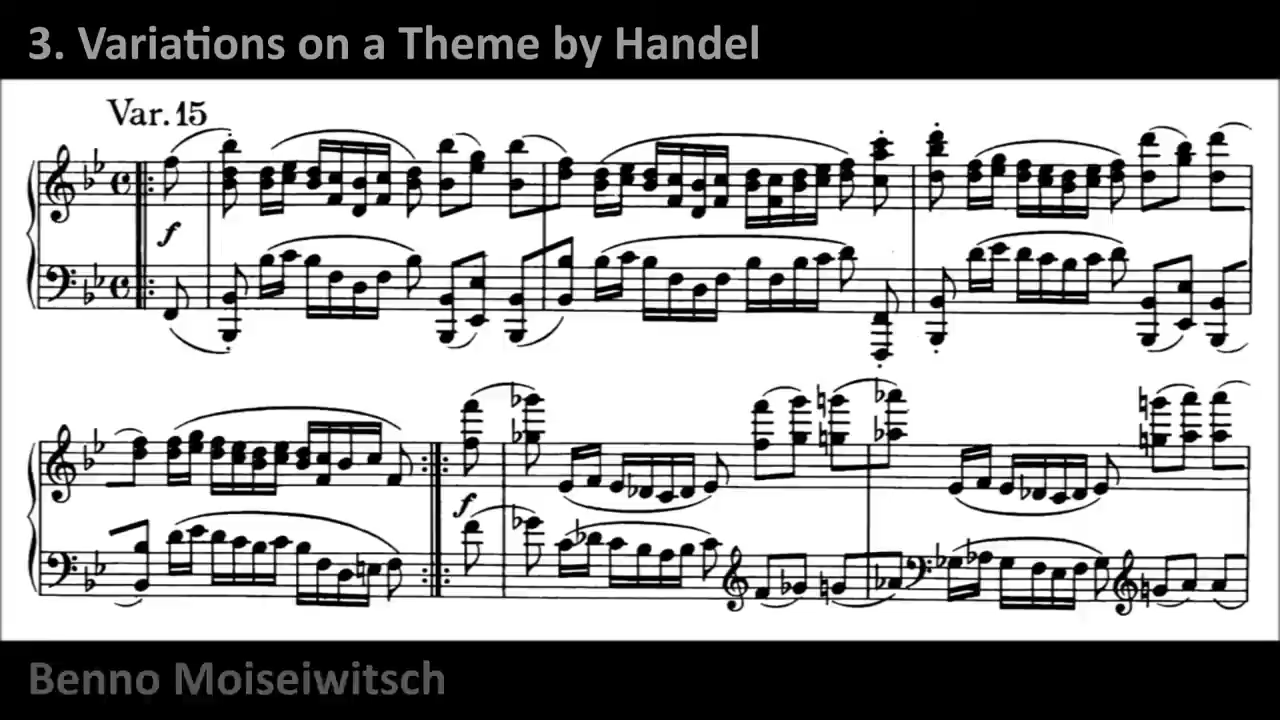 3. Variations on a Theme by Handel
Var. 15
f
f
Benno Moiseiwitsch